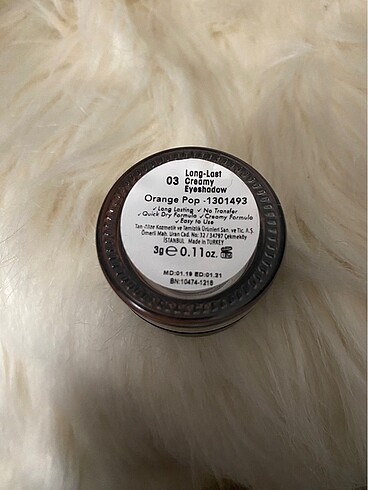 03 Long-Last
Creamy
Eyeshadow
Orange Pop - 1301493
✓ Long Lasting ✓ No Transfer
✓ Quick Dry Formula ✓ Creamy Formula
✓ Easy to Use
Tan-Alize Kozmetik ve Temizlik Ürünleri San. ve Tic. A.Ş.
Ömerli Mah. Uran Cad. No: 32 / 34797 Çekmeköy
İSTANBUL Made in TURKEY
3g e 0.11oz.
MD:01.19 ED:01.21
BN:10474-1218